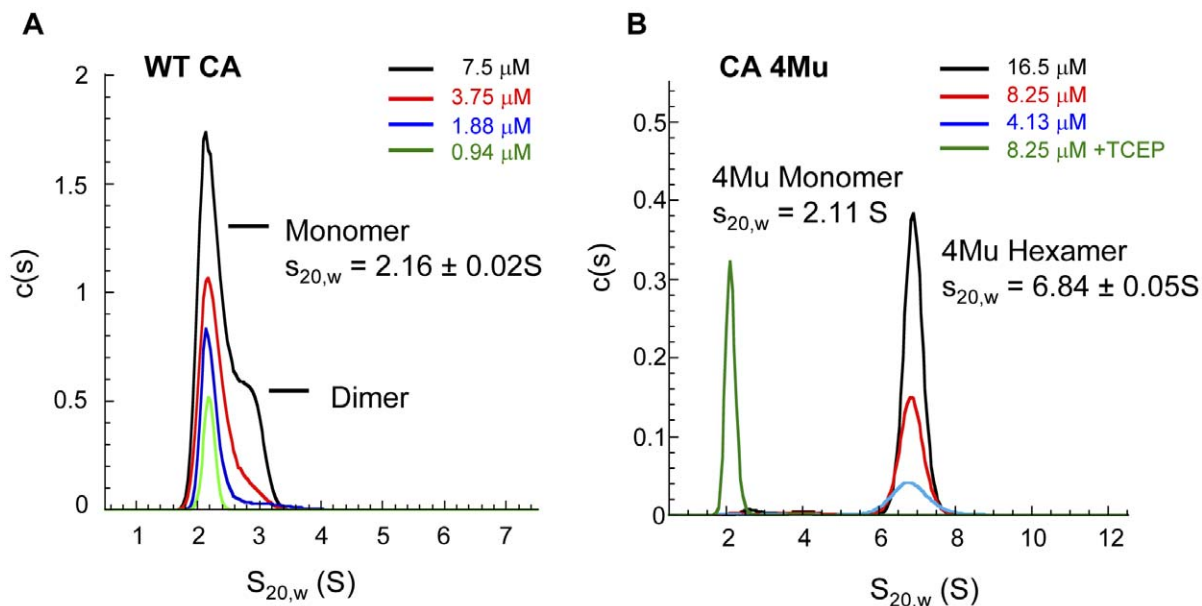 A
WT CA
7.5 μM
3.75 μM
1.88 μM
0.94 μM
2
1.5
1
0.5
0
c(s)
Monomer
s20,w = 2.16 ± 0.02S
Dimer
1 2 3 4 5 6 7
S20,w (S)
B
CA 4Mu
16.5 μM
8.25 μM
4.13 μM
8.25 μM +TCEP
0.5
0.4
0.3
0.2
0.1
0
c(s)
4Mu Monomer
s20,w = 2.11 S
4Mu Hexamer
s20,w = 6.84 ± 0.05S
2 4 6 8 10 12
S20,w (S)